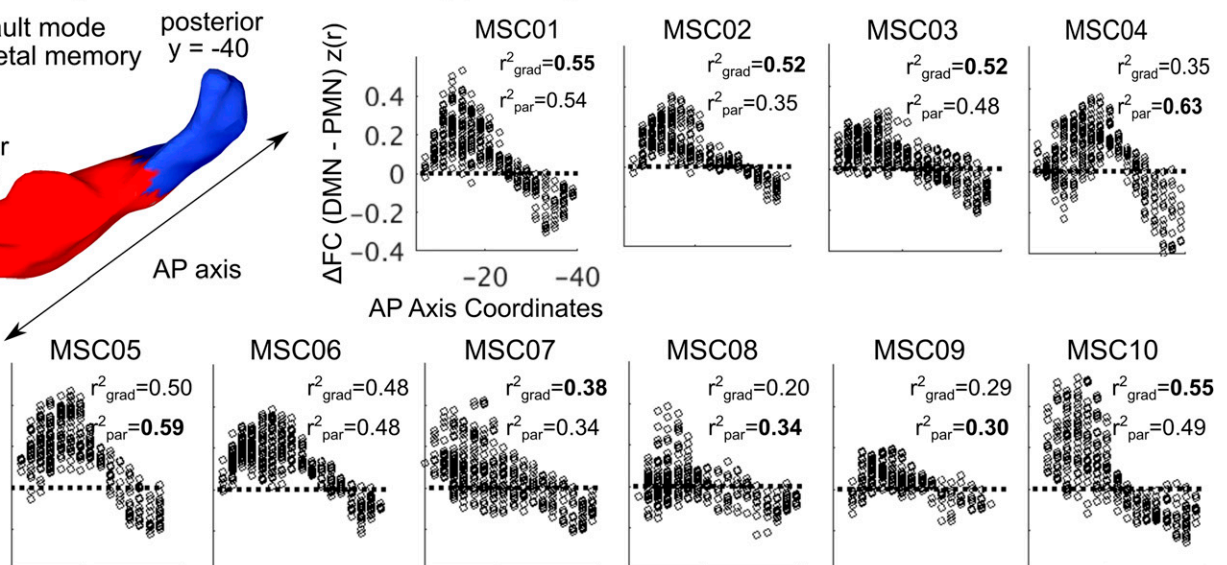 ault mode
etal memory
posterior
y = -40
r
AP axis
ΔFC (DMN - PMN) z(r)
0.4
0.2
0
−0.2
−0.4
−20 −40
AP Axis Coordinates
MSC01
r²grad=0.55
r²par=0.54
MSC02
r²grad=0.52
r²par=0.35
MSC03
r²grad=0.52
r²par=0.48
MSC04
r²grad=0.35
r²par=0.63
MSC05
r²grad=0.50
r²par=0.59
MSC06
r²grad=0.48
r²par=0.48
MSC07
r²grad=0.38
r²par=0.34
MSC08
r²grad=0.20
r²par=0.34
MSC09
r²grad=0.29
r²par=0.30
MSC10
r²grad=0.55
r²par=0.49